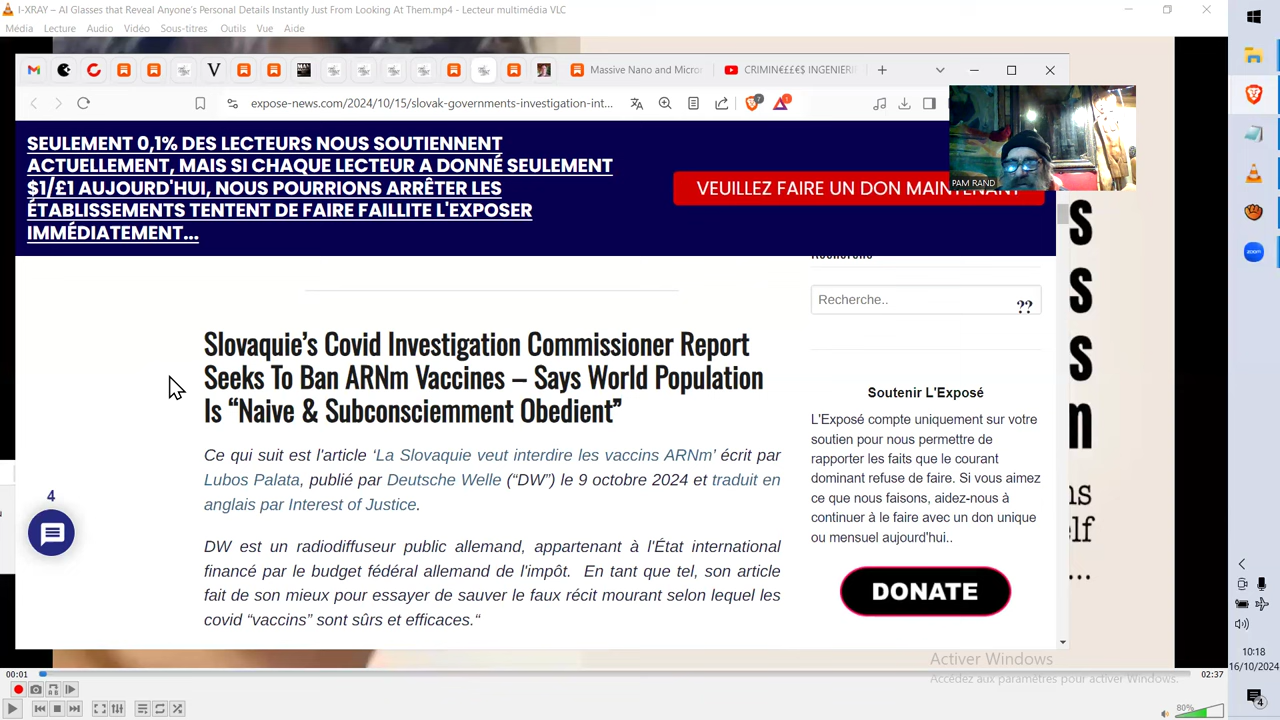 I-XRAY – AI Glasses that Reveal Anyone's Personal Details Instantly Just From Looking At Them.mp4 - Lecteur multimédia VLC
Média Lecture Audio Vidéo Sous-titres Outils Vue Aide
Massive Nano and Micro
CRIMIN€££€$ INGENIERI
expose-news.com/2024/10/15/slovak-governments-investigation-int...
7
1
SEULEMENT 0,1% DES LECTEURS NOUS SOUTIENNENT
ACTUELLEMENT, MAIS SI CHAQUE LECTEUR A DONNÉ SEULEMENT
$1/£1 AUJOURD'HUI, NOUS POURRIONS ARRÊTER LES
ÉTABLISSEMENTS TENTENT DE FAIRE FAILLITE L'EXPOSER
IMMÉDIATEMENT...
VEUILLEZ FAIRE UN DON MAINTENANT
PAM RAND
Recherche
Recherche..
??
Slovaquie's Covid Investigation Commissioner Report
Seeks To Ban ARNm Vaccines – Says World Population
Is “Naive & Subconsciemment Obedient”
Ce qui suit est l'article ‘La Slovaquie veut interdire les vaccins ARNm’ écrit par
Lubos Palata, publié par Deutsche Welle (“DW”) le 9 octobre 2024 et traduit en
anglais par Interest of Justice.
DW est un radiodiffuseur public allemand, appartenant à l'État international
financé par le budget fédéral allemand de l'impôt. En tant que tel, son article
fait de son mieux pour essayer de sauver le faux récit mourant selon lequel les
covid “vaccins” sont sûrs et efficaces.“
4
Soutenir L'Exposé
L'Exposé compte uniquement sur votre
soutien pour nous permettre de
rapporter les faits que le courant
dominant refuse de faire. Si vous aimez
ce que nous faisons, aidez-nous à
continuer à le faire avec un don unique
ou mensuel aujourd'hui..
DONATE
s
s
s
m
ns
elf
...
Activer Windows
Accédez aux paramètres pour activer Windows.
00:01
02:37
80%
10:18
16/10/2024
4
zoom